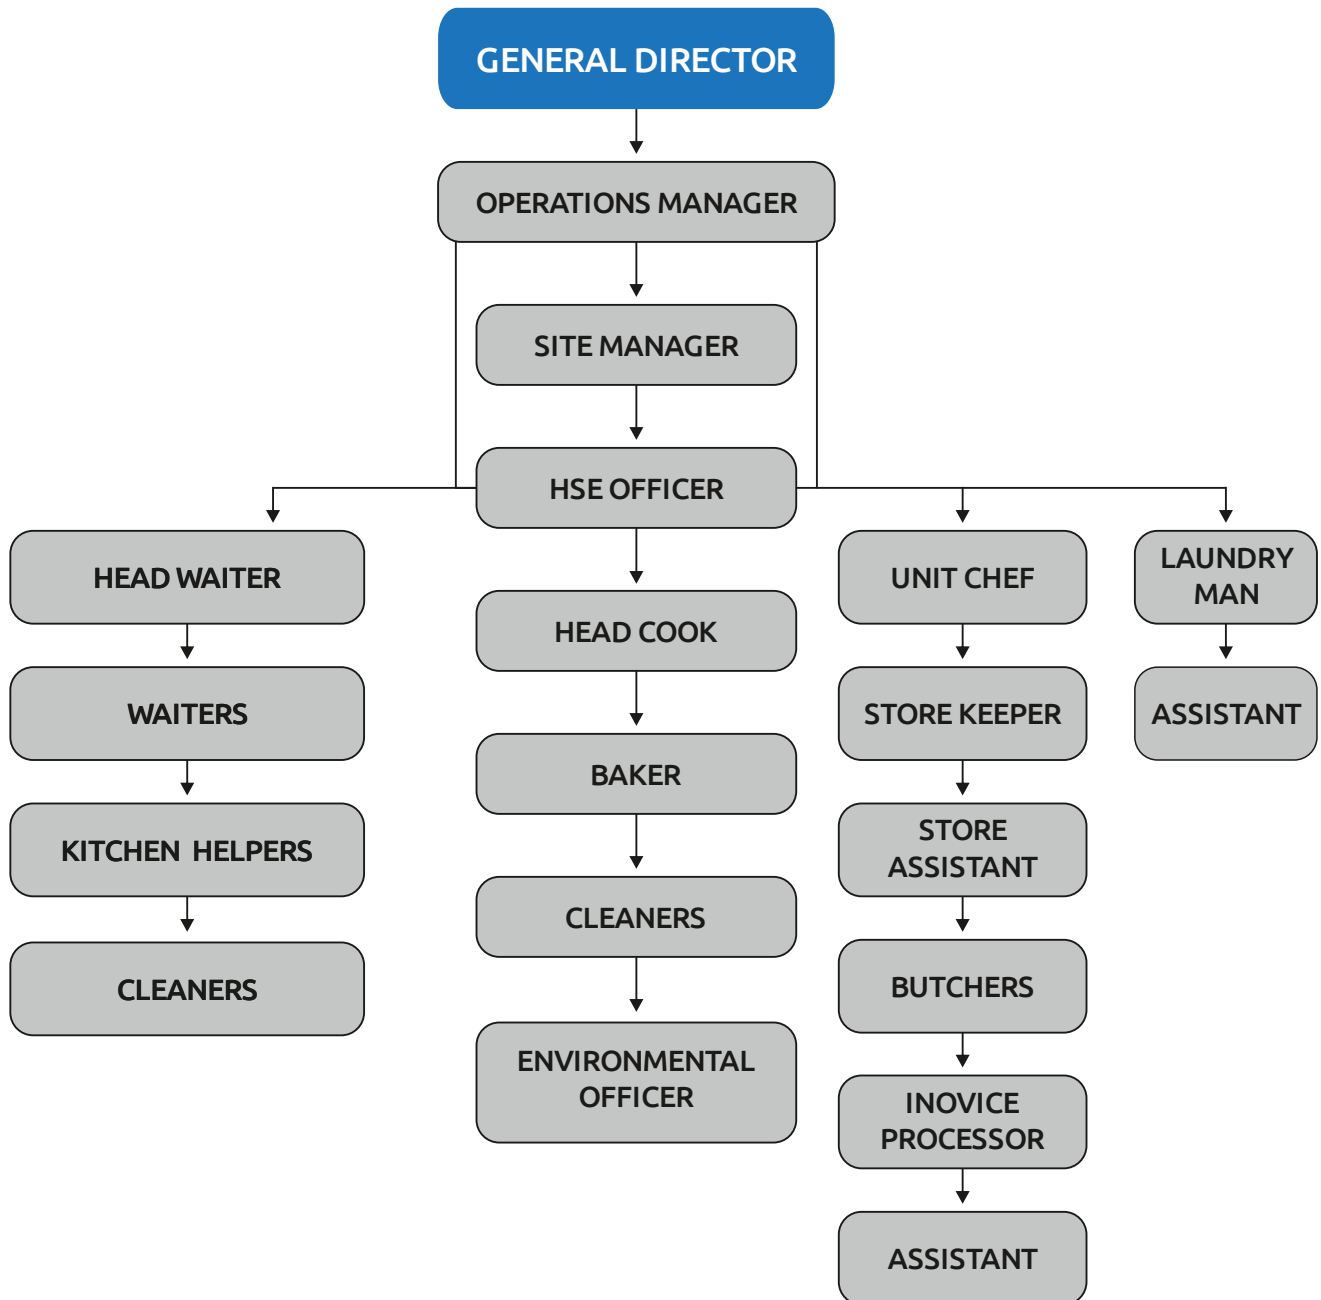 GENERAL DIRECTOR
OPERATIONS MANAGER
SITE MANAGER
HSE OFFICER
HEAD WAITER
WAITERS
KITCHEN HELPERS
CLEANERS
HEAD COOK
BAKER
CLEANERS
ENVIRONMENTAL
OFFICER
UNIT CHEF
STORE KEEPER
STORE
ASSISTANT
BUTCHERS
INOVICE
PROCESSOR
ASSISTANT
LAUNDRY
MAN
ASSISTANT